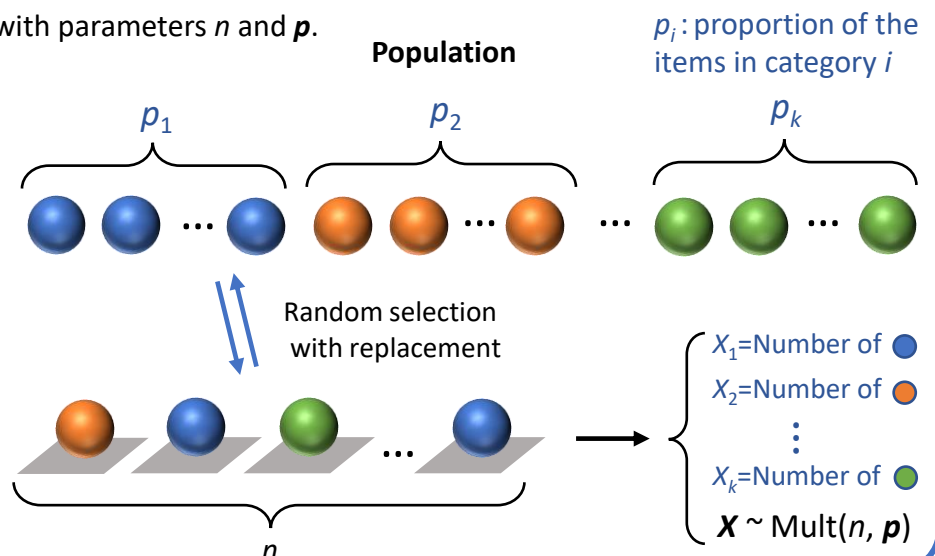 with parameters n and p.
Population
pᵢ: proportion of the
items in category i
p₁
p₂
pₖ
... ... ... ...
Random selection
with replacement
...
n
X₁=Number of
X₂=Number of
⋮
Xₖ=Number of
X ~ Mult(n, p)